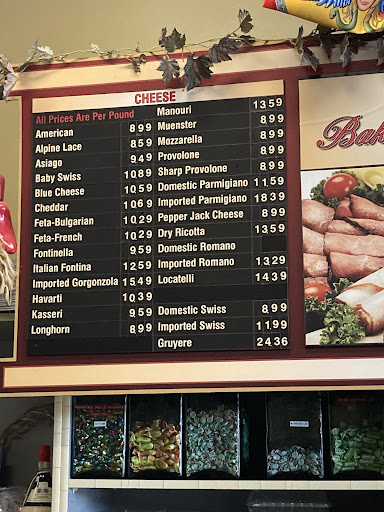 CHEESE
All Prices Are Per Pound
American 8 99
Alpine Lace 8 59
Asiago 9 49
Baby Swiss 10 89
Blue Cheese 10 59
Cheddar 10 69
Feta-Bulgarian 10 29
Feta-French 10 29
Fontinella 9 59
Italian Fontina 12 59
Imported Gorgonzola 15 49
Havarti 10 39
Kasseri 9 59
Longhorn 8 99
Manouri 13 59
Muenster 8 99
Mozzarella 8 99
Provolone 8 99
Sharp Provolone 8 99
Domestic Parmigiano 11 59
Imported Parmigiano 18 39
Pepper Jack Cheese 8 99
Dry Ricotta 13 59
Domestic Romano
Imported Romano 13 29
Locatelli 14 39
Domestic Swiss 8 99
Imported Swiss 11.99
Gruyere 24 36